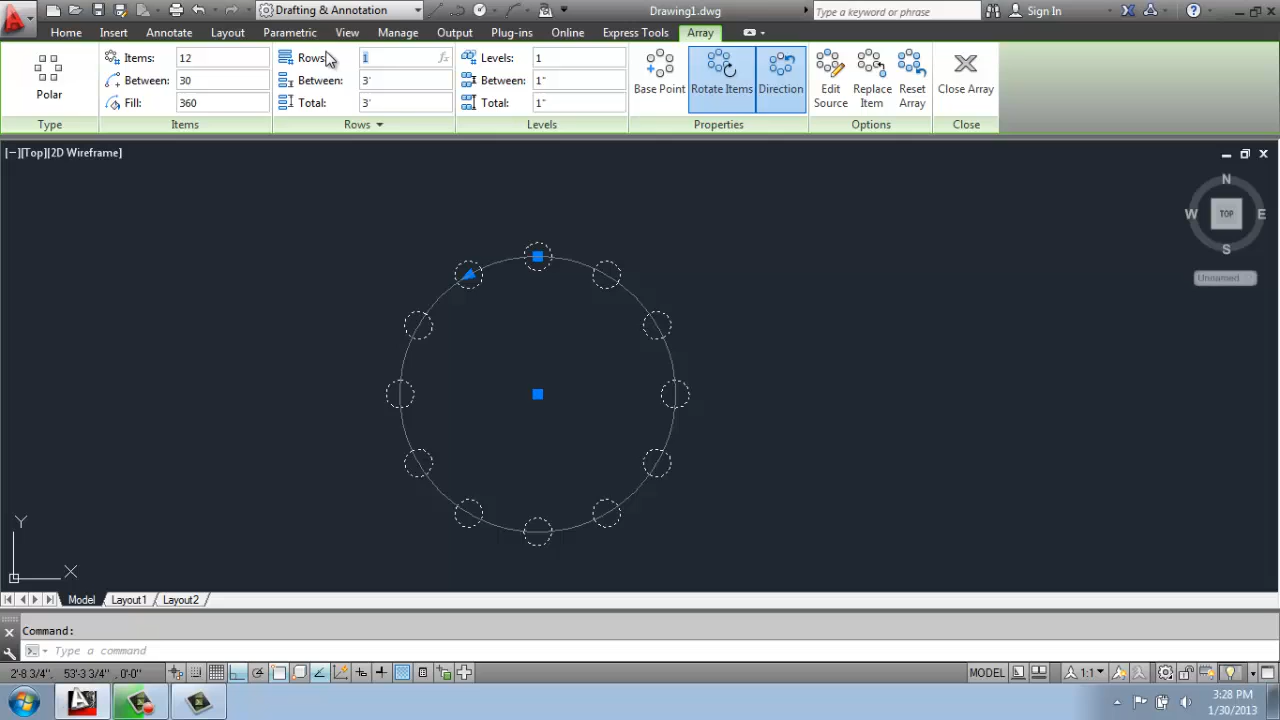 Drafting & Annotation
Drawing1.dwg
Type a keyword or phrase
Sign In
Home Insert Annotate Layout Parametric View Manage Output Plug-ins Online Express Tools Array
Items: 12 Rows: 1 Levels: 1
Between: 30 Between: 3' Between: 1"
Fill: 360 Total: 3' Total: 1"
Polar
Base Point Rotate Items Direction Edit Source Replace Item Reset Array Close Array
Type Items Rows Levels Properties Options Close
[−][Top][2D Wireframe]
N
W TOP E
S
Unnamed
Y
X
Model Layout1 Layout2
Command:
Type a command
2'-8 3/4", 53'-3 3/4", 0'-0"
MODEL
1:1
3:28 PM
1/30/2013